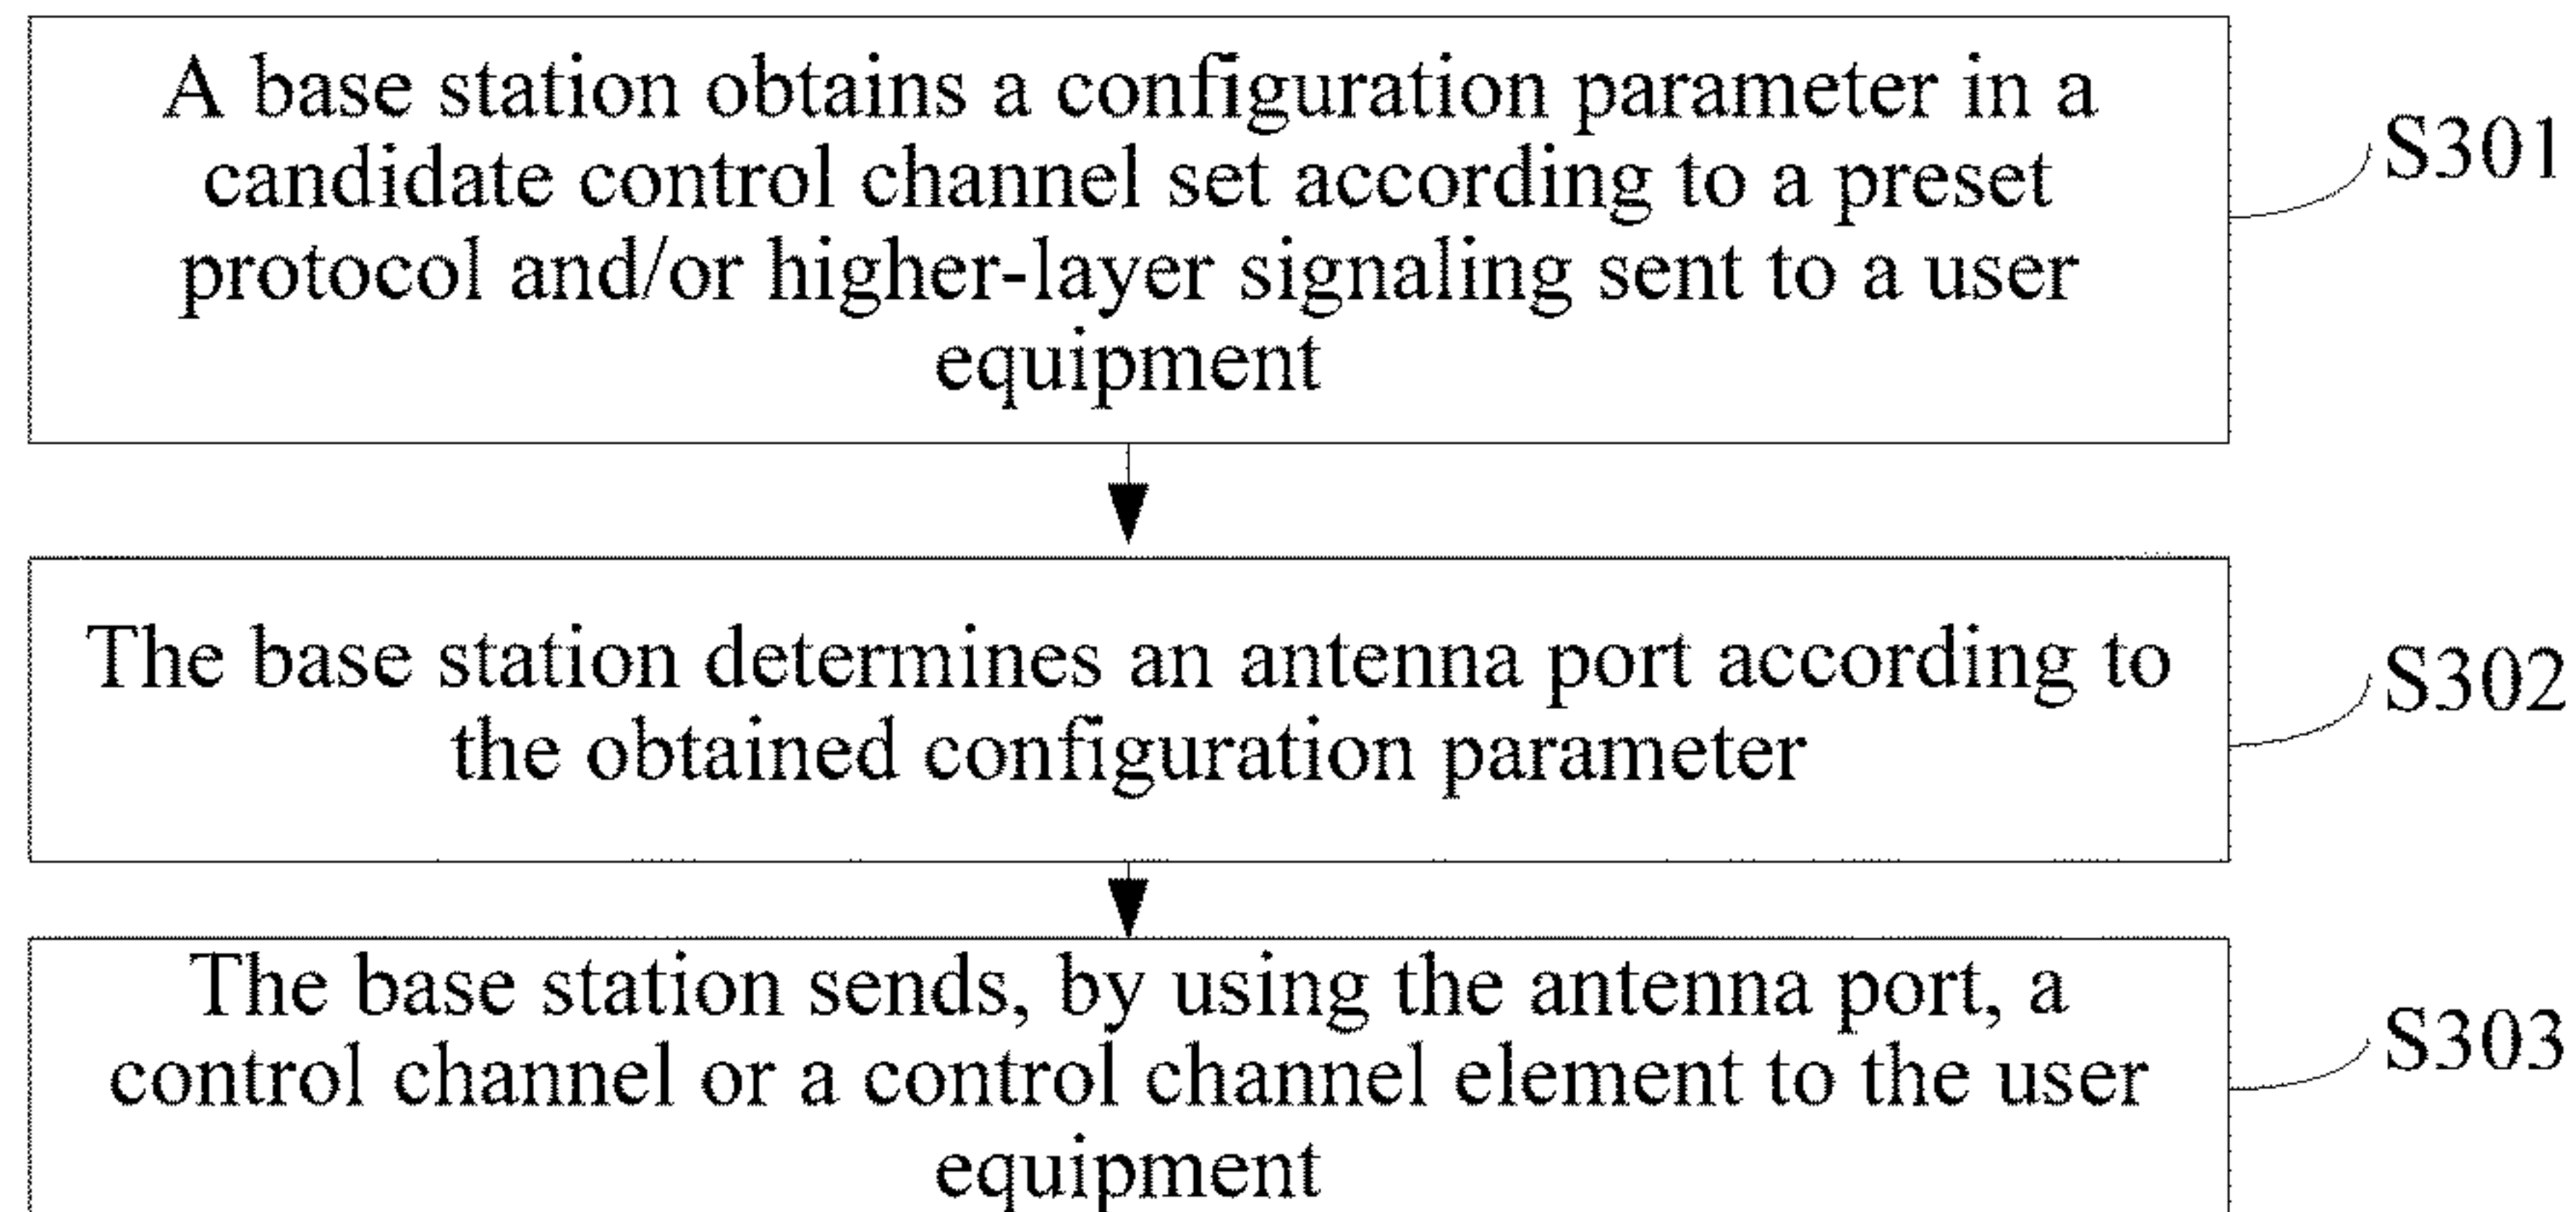 A base station obtains a configuration parameter in a
candidate control channel set according to a preset
protocol and/or higher-layer signaling sent to a user
equipment
S301
The base station determines an antenna port according to
the obtained configuration parameter
S302
The base station sends, by using the antenna port, a
control channel or a control channel element to the user
equipment
S303